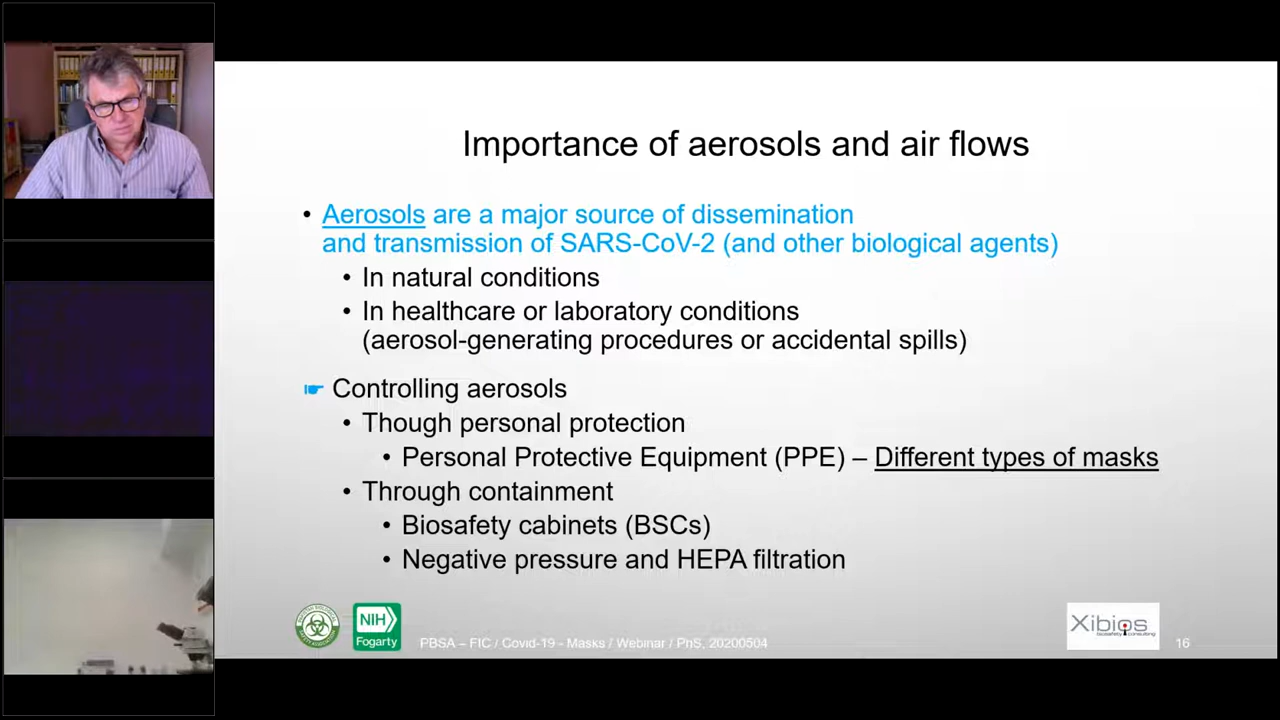 Importance of aerosols and air flows
• Aerosols are a major source of dissemination
and transmission of SARS-CoV-2 (and other biological agents)
• In natural conditions
• In healthcare or laboratory conditions
(aerosol-generating procedures or accidental spills)
☛ Controlling aerosols
• Though personal protection
• Personal Protective Equipment (PPE) – Different types of masks
• Through containment
• Biosafety cabinets (BSCs)
• Negative pressure and HEPA filtration
NIH
Fogarty
PBSA – FIC / Covid-19 - Masks / Webinar / PnS, 20200504
Xibios
biosafety consulting
16